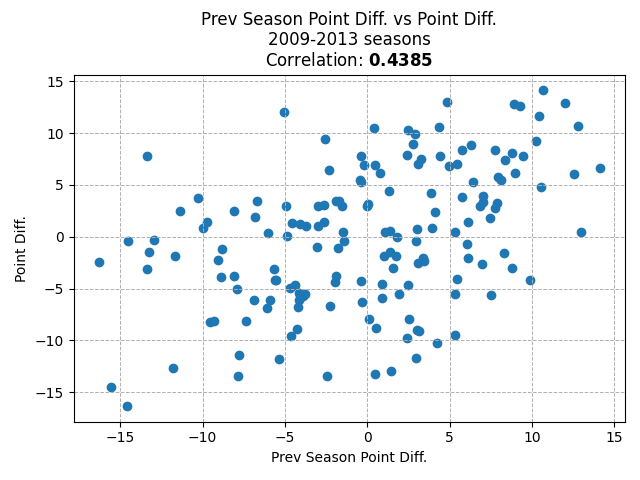 Prev Season Point Diff. vs Point Diff.
2009-2013 seasons
Correlation: 0.4385
15
10
5
0
−5
−10
−15
Point Diff.
−15 −10 −5 0 5 10 15
Prev Season Point Diff.